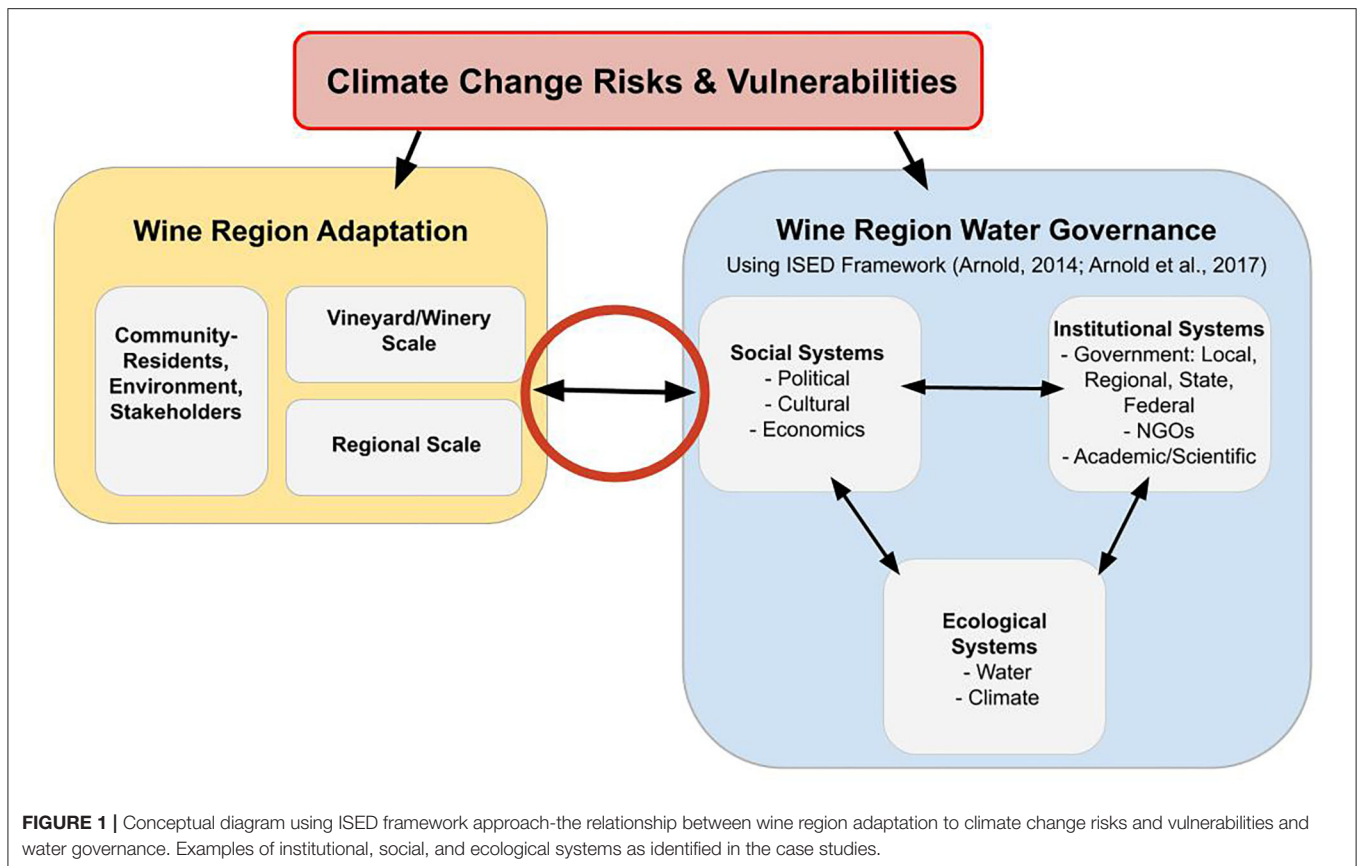 Climate Change Risks & Vulnerabilities
Wine Region Adaptation
Community-
Residents,
Environment,
Stakeholders
Vineyard/Winery
Scale
Regional Scale
Wine Region Water Governance
Using ISED Framework (Arnold, 2014; Arnold et al., 2017)
Social Systems
- Political
- Cultural
- Economics
Institutional Systems
- Government: Local,
Regional, State,
Federal
- NGOs
- Academic/Scientific
Ecological
Systems
- Water
- Climate
FIGURE 1 | Conceptual diagram using ISED framework approach-the relationship between wine region adaptation to climate change risks and vulnerabilities and
water governance. Examples of institutional, social, and ecological systems as identified in the case studies.